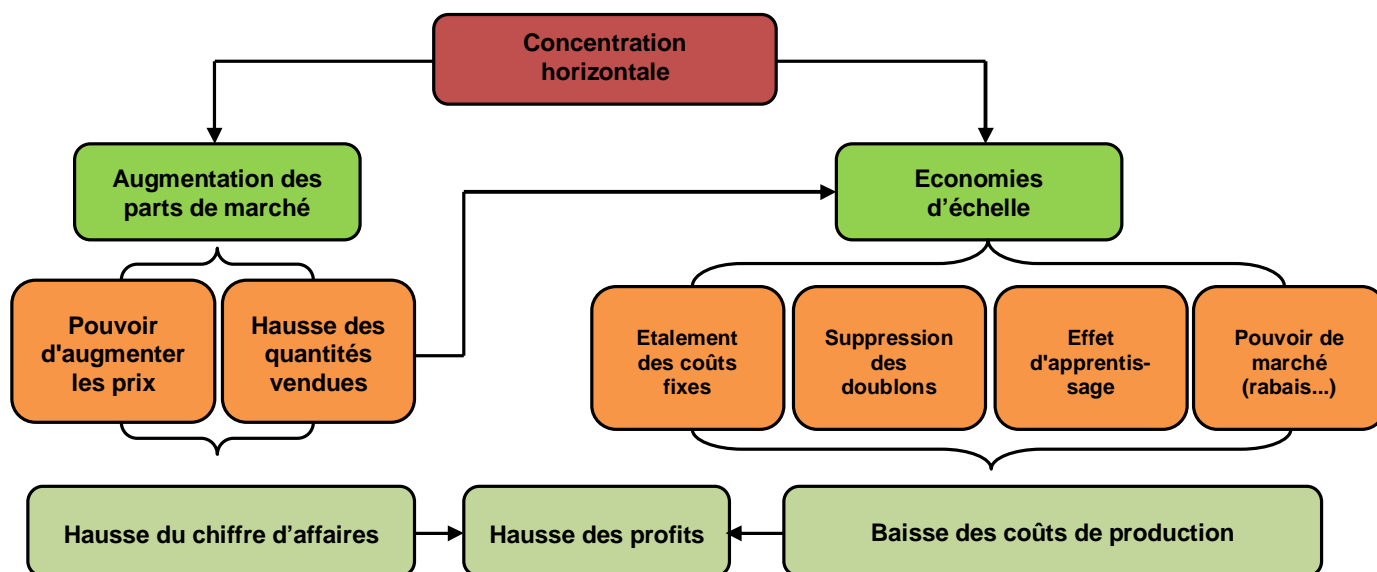 Concentration
horizontale
Augmentation des
parts de marché
Economies
d’échelle
Pouvoir
d'augmenter
les prix
Hausse des
quantités
vendues
Etalement
des coûts
fixes
Suppression
des
doublons
Effet
d'apprentis-
sage
Pouvoir de
marché
(rabais...)
Hausse du chiffre d’affaires
Hausse des profits
Baisse des coûts de production